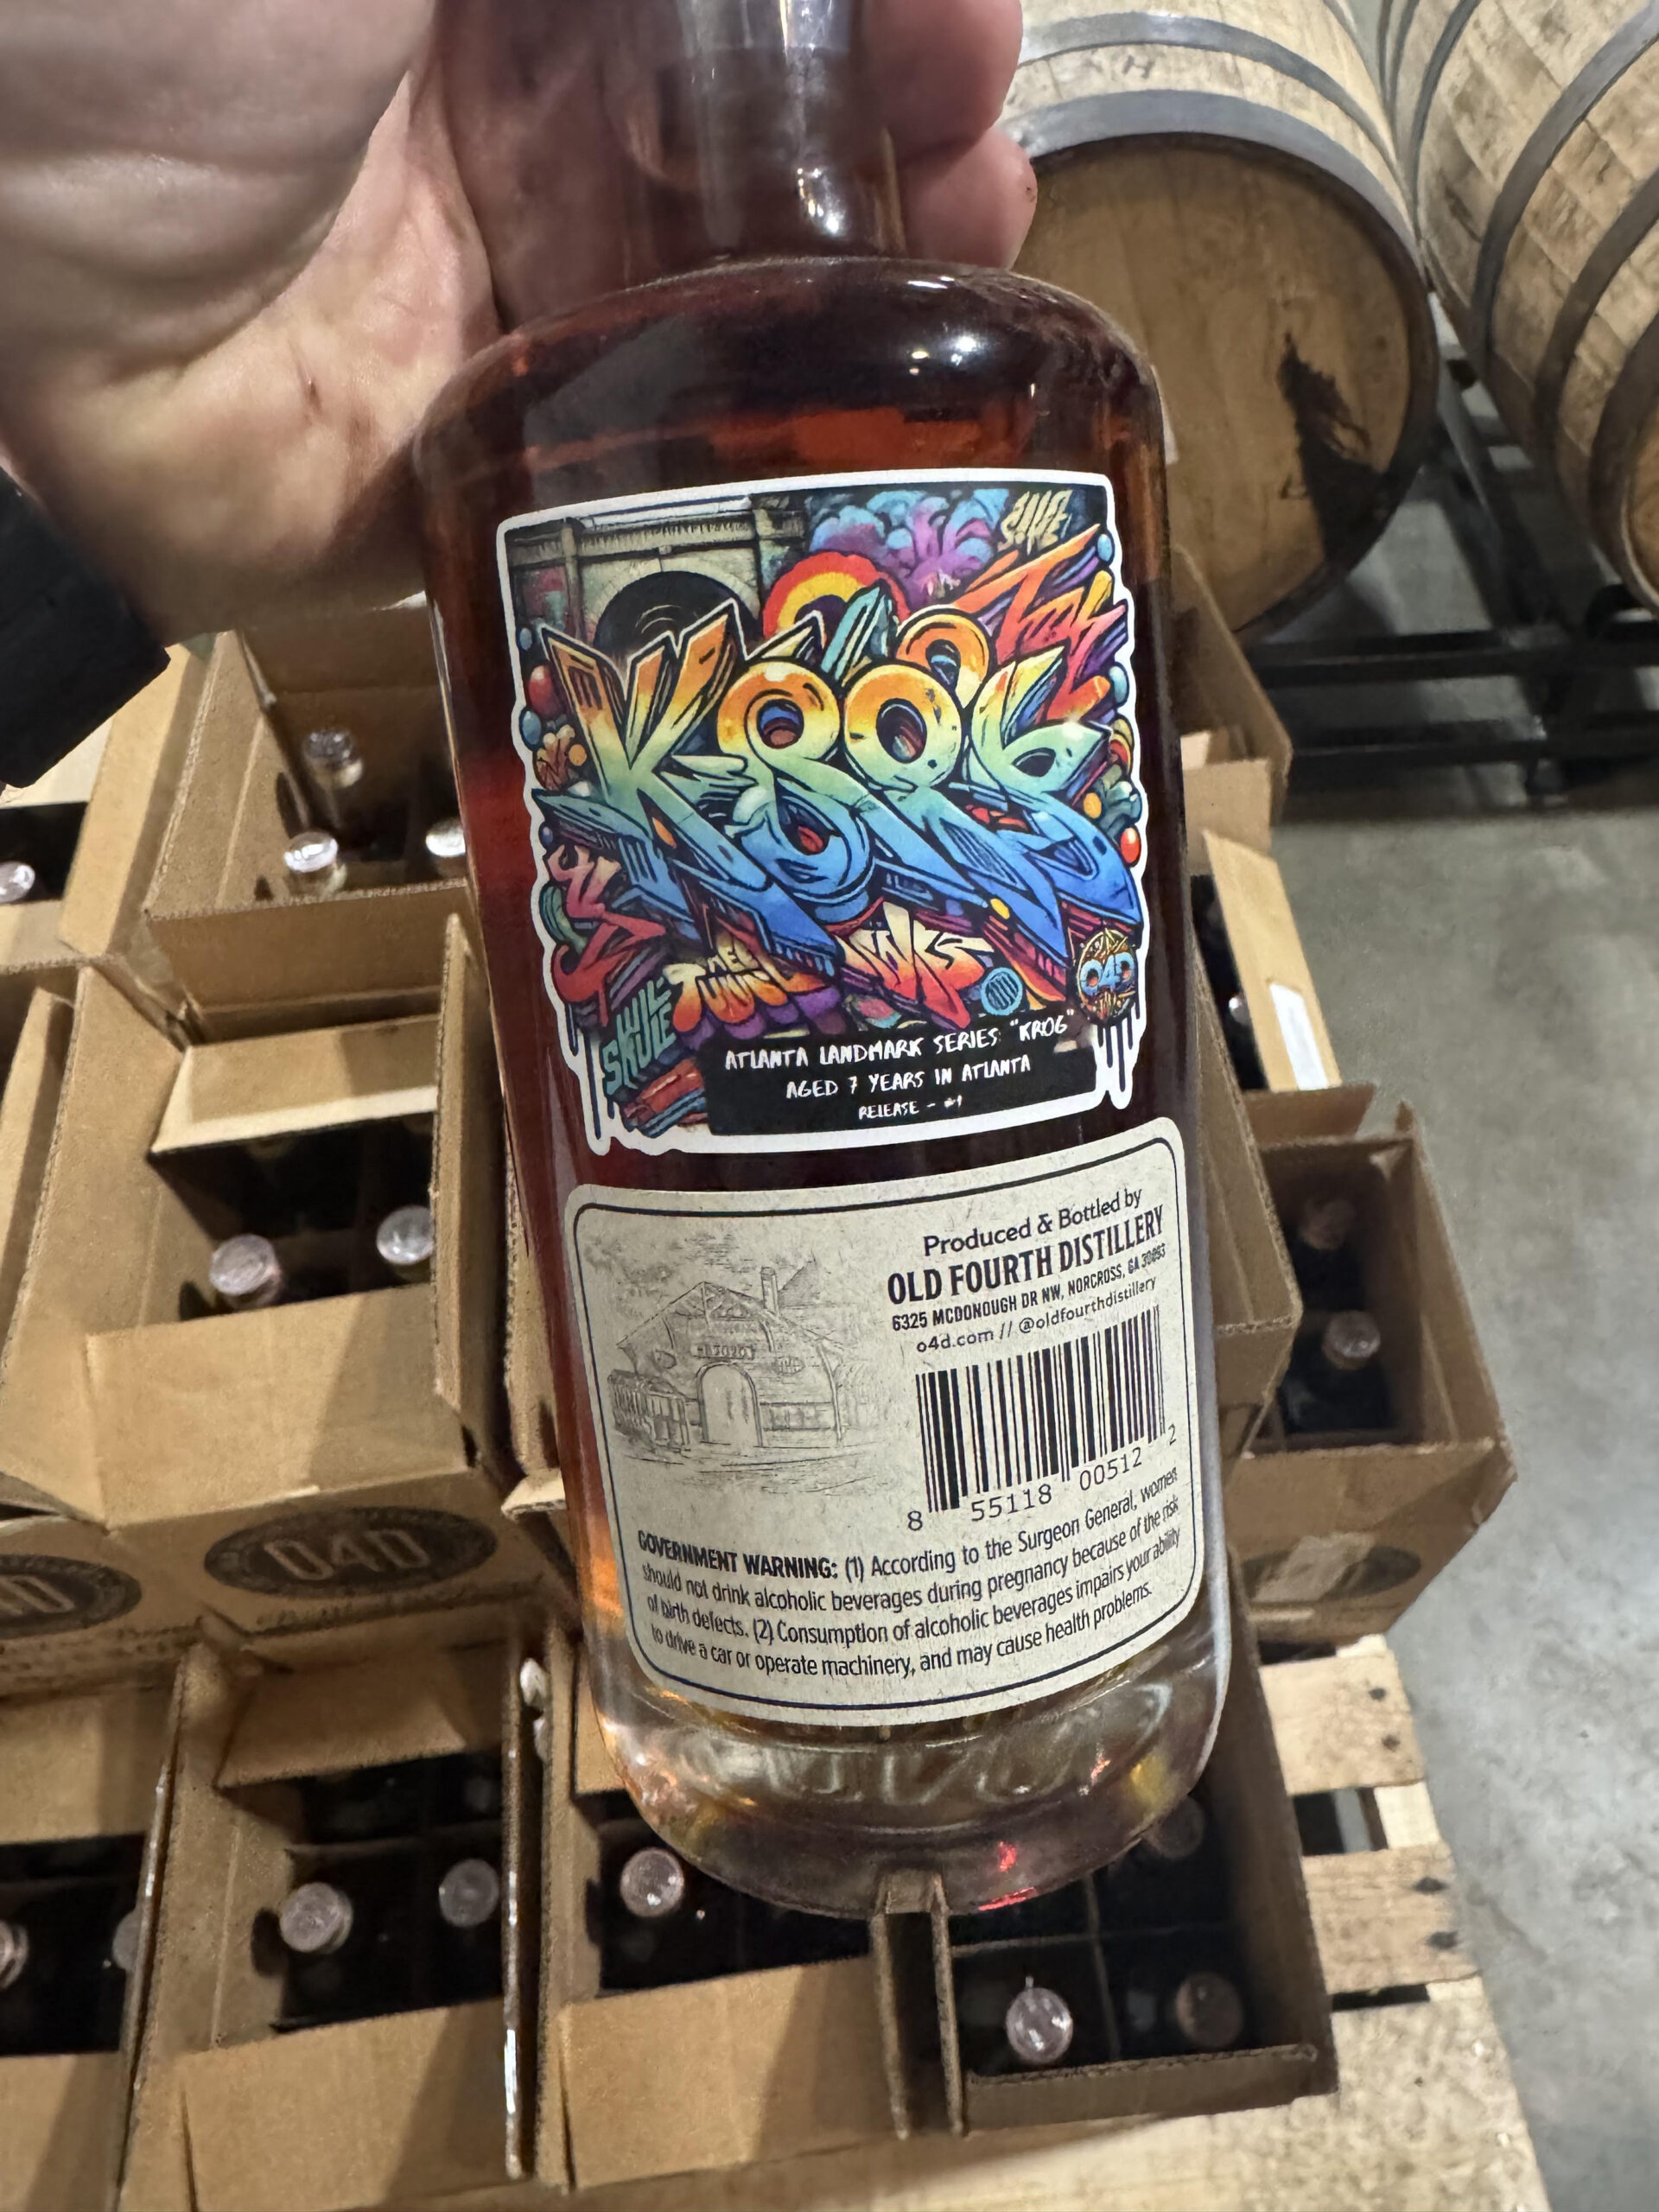 KROG
ATLANTA LANDMARK SERIES "KROG"
AGED 7 YEARS IN ATLANTA
RELEASE - #1
O4D
Produced & Bottled by
OLD FOURTH DISTILLERY
6325 MCDONOUGH DR NW, NORCROSS, GA 30093
o4d.com // @oldfourthdistillery
8 55118 00512 2
GOVERNMENT WARNING: (1) According to the Surgeon General, women
should not drink alcoholic beverages during pregnancy because of the risk
of birth defects. (2) Consumption of alcoholic beverages impairs your ability
to drive a car or operate machinery, and may cause health problems.
O4D